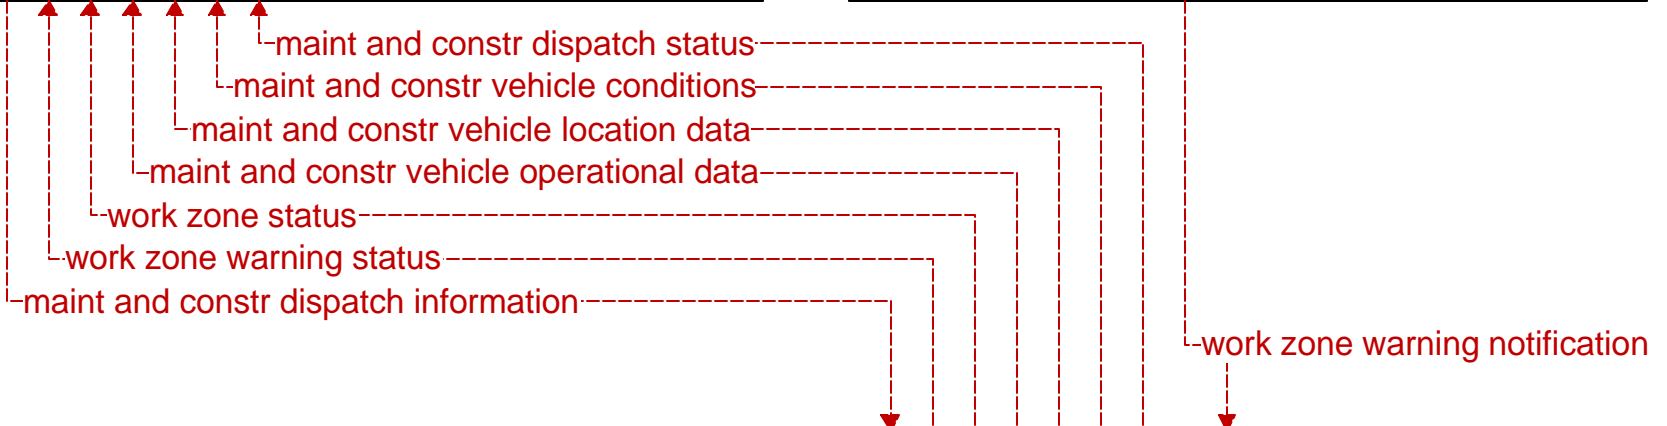 maint and constr dispatch status
maint and constr vehicle conditions
maint and constr vehicle location data
maint and constr vehicle operational data
work zone status
work zone warning status
maint and constr dispatch information
work zone warning notification